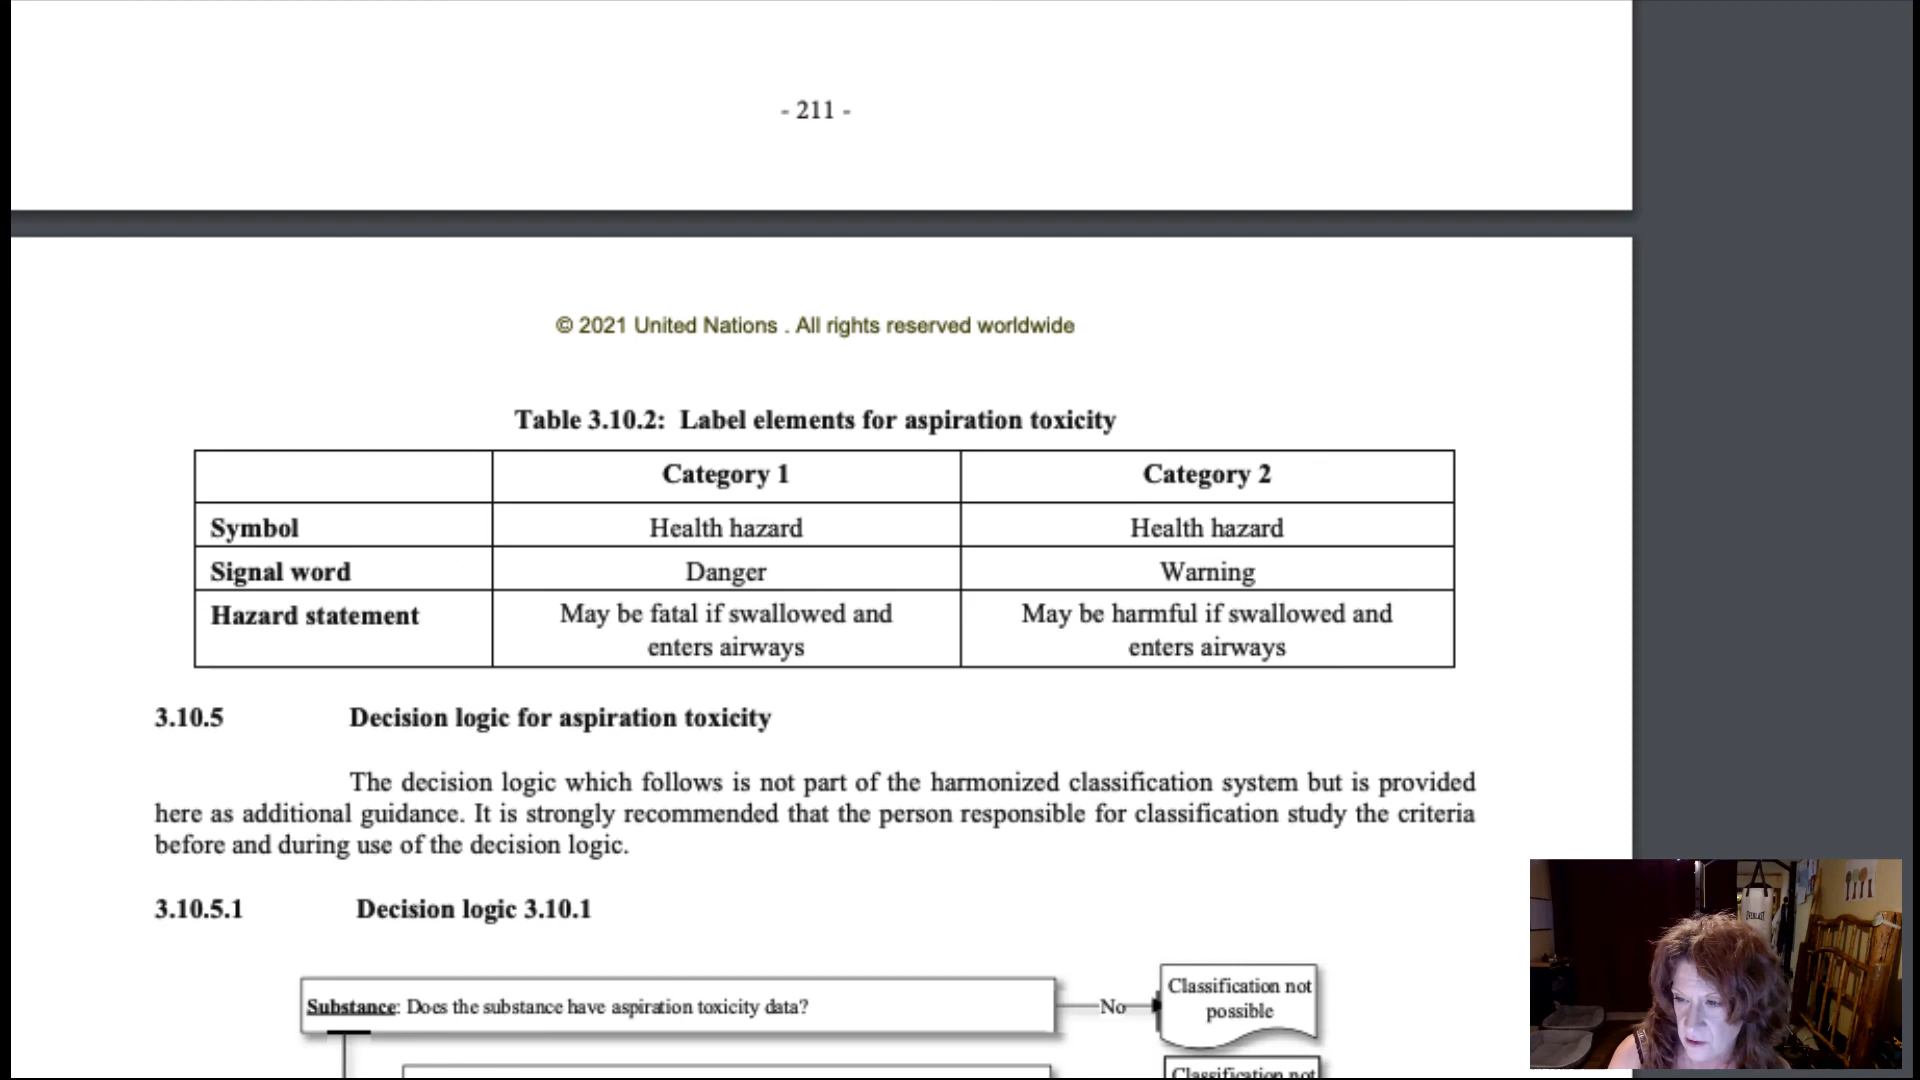 - 211 -
© 2021 United Nations . All rights reserved worldwide
Table 3.10.2: Label elements for aspiration toxicity
Category 1 Category 2
Symbol Health hazard Health hazard
Signal word Danger Warning
Hazard statement May be fatal if swallowed and May be harmful if swallowed and
enters airways enters airways
3.10.5 Decision logic for aspiration toxicity
The decision logic which follows is not part of the harmonized classification system but is provided
here as additional guidance. It is strongly recommended that the person responsible for classification study the criteria
before and during use of the decision logic.
3.10.5.1 Decision logic 3.10.1
Substance: Does the substance have aspiration toxicity data? No Classification not
possible
Classification not
EVERLAST